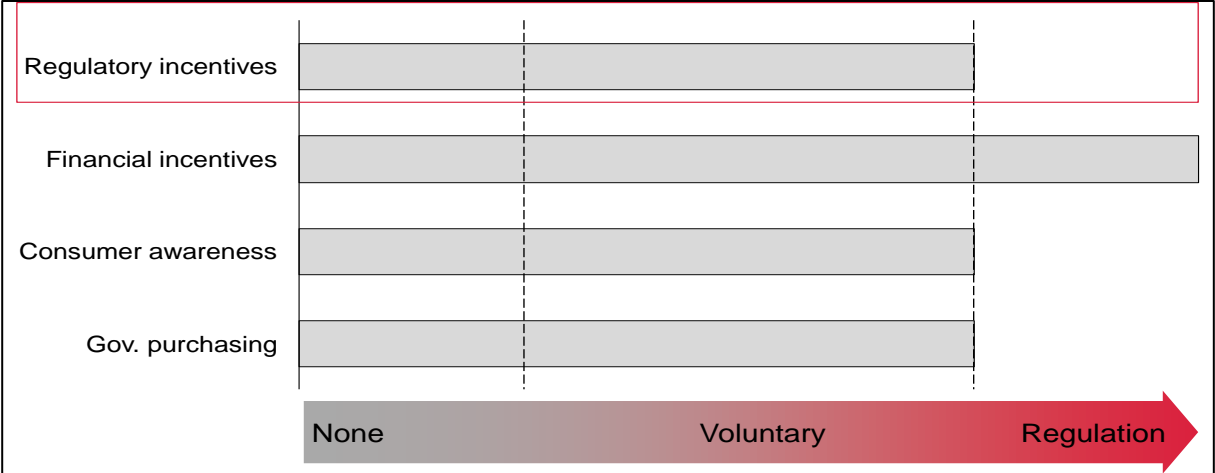 Regulatory incentives
Financial incentives
Consumer awareness
Gov. purchasing
None Voluntary Regulation